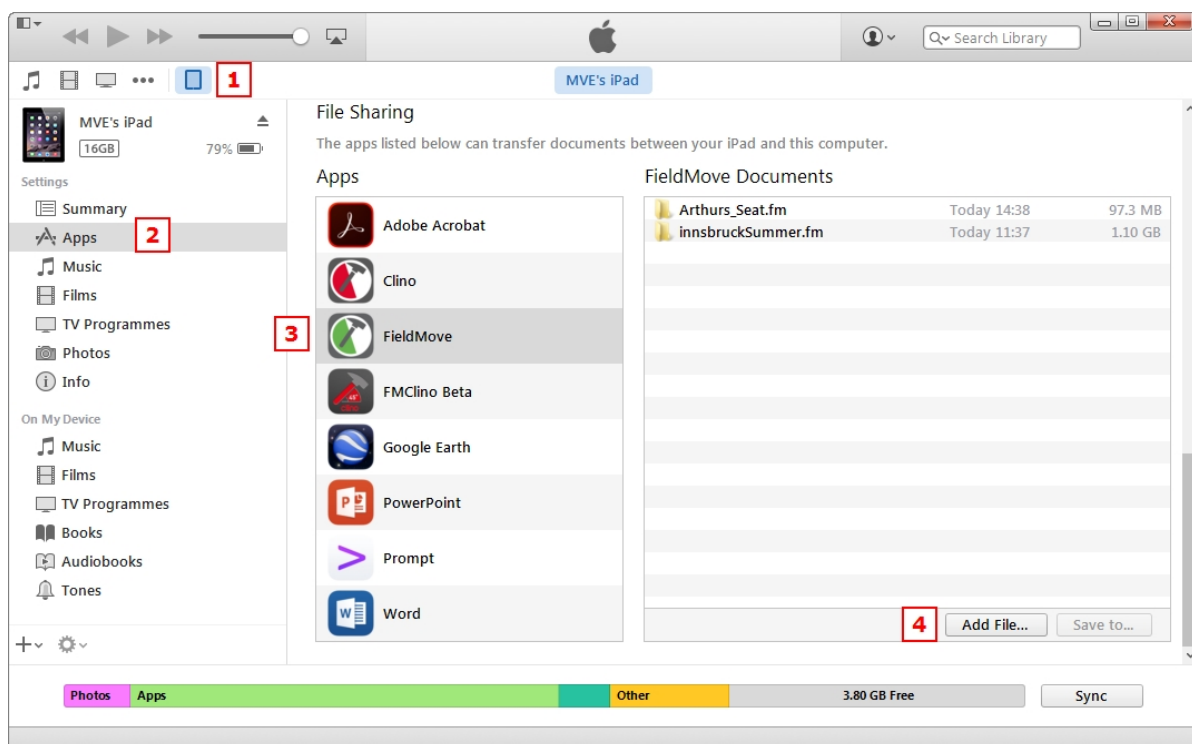 Search Library
1
MVE's iPad
MVE's iPad
16GB
79%
Settings
Summary
Apps
2
Music
Films
TV Programmes
Photos
Info
On My Device
Music
Films
TV Programmes
Books
Audiobooks
Tones
File Sharing
The apps listed below can transfer documents between your iPad and this computer.
Apps
Adobe Acrobat
Clino
3
FieldMove
FMClino Beta
Google Earth
PowerPoint
Prompt
Word
FieldMove Documents
Arthurs_Seat.fm Today 14:38 97.3 MB
innsbruckSummer.fm Today 11:37 1.10 GB
4
Add File...
Save to...
Photos
Apps
Other
3.80 GB Free
Sync